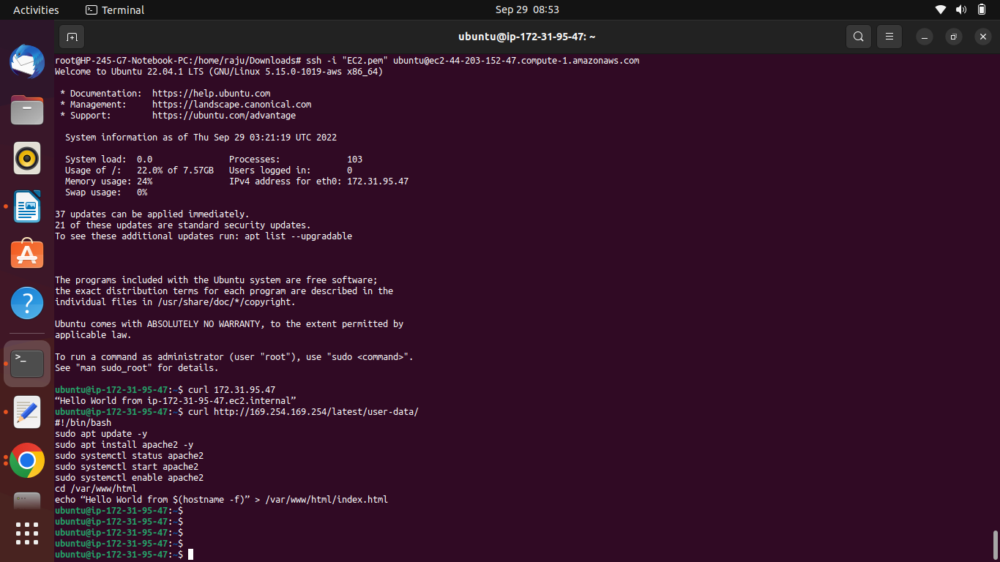 Activities Terminal Sep 29 08:53
ubuntu@ip-172-31-95-47: ~
root@HP-245-G7-Notebook-PC:/home/raju/Downloads# ssh -i "EC2.pem" ubuntu@ec2-44-203-152-47.compute-1.amazonaws.com
Welcome to Ubuntu 22.04.1 LTS (GNU/Linux 5.15.0-1019-aws x86_64)
* Documentation:  https://help.ubuntu.com
* Management:     https://landscape.canonical.com
* Support:        https://ubuntu.com/advantage
System information as of Thu Sep 29 03:21:19 UTC 2022
System load:  0.0               Processes:             103
Usage of /:   22.0% of 7.57GB   Users logged in:       0
Memory usage: 24%               IPv4 address for eth0: 172.31.95.47
Swap usage:   0%
37 updates can be applied immediately.
21 of these updates are standard security updates.
To see these additional updates run: apt list --upgradable
The programs included with the Ubuntu system are free software;
the exact distribution terms for each program are described in the
individual files in /usr/share/doc/*/copyright.
Ubuntu comes with ABSOLUTELY NO WARRANTY, to the extent permitted by
applicable law.
To run a command as administrator (user "root"), use "sudo <command>".
See "man sudo_root" for details.
ubuntu@ip-172-31-95-47:~$ curl 172.31.95.47
“Hello World from ip-172-31-95-47.ec2.internal”
ubuntu@ip-172-31-95-47:~$ curl http://169.254.169.254/latest/user-data/
#!/bin/bash
sudo apt update -y
sudo apt install apache2 -y
sudo systemctl status apache2
sudo systemctl start apache2
sudo systemctl enable apache2
cd /var/www/html
echo “Hello World from $(hostname -f)” > /var/www/html/index.html
ubuntu@ip-172-31-95-47:~$
ubuntu@ip-172-31-95-47:~$
ubuntu@ip-172-31-95-47:~$
ubuntu@ip-172-31-95-47:~$
ubuntu@ip-172-31-95-47:~$